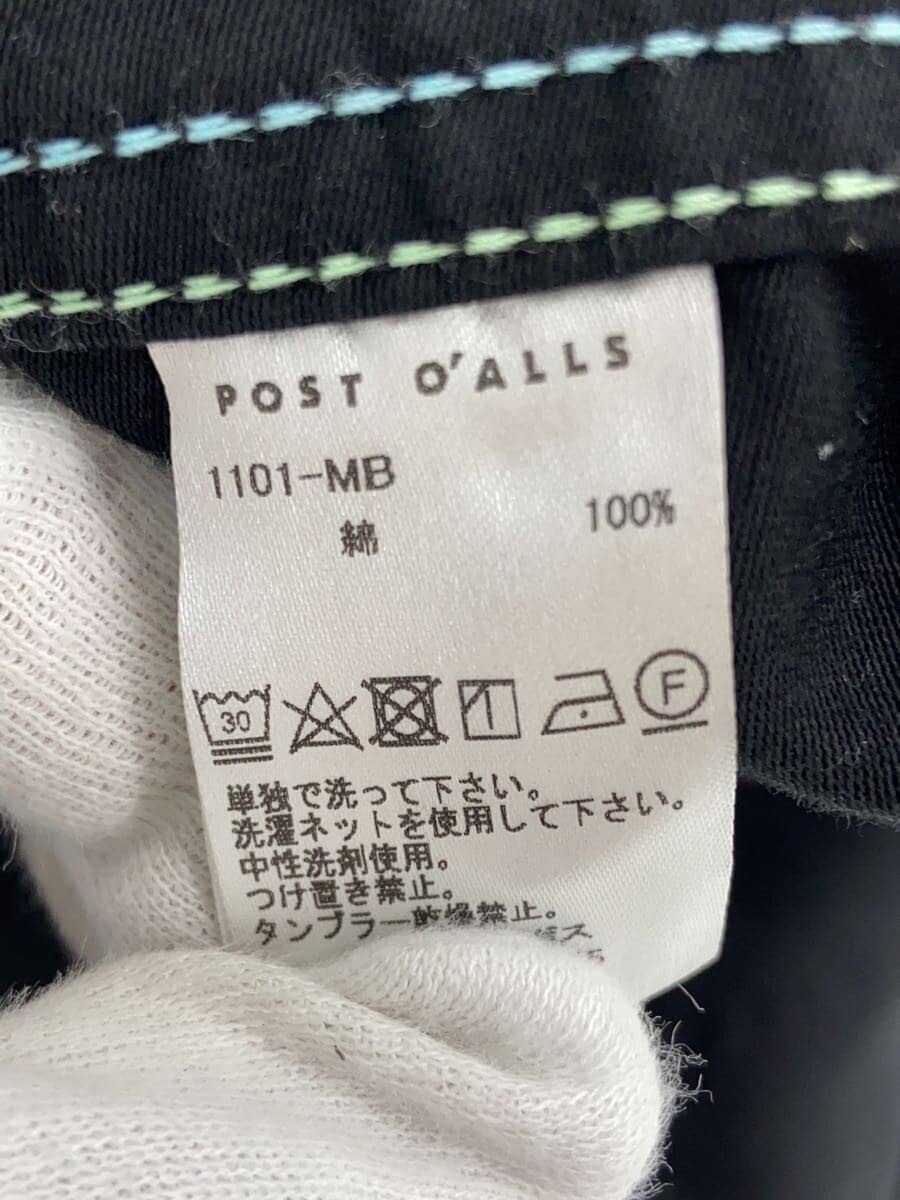 POST O'ALLS
1101-MB
綿 100%
30 F
単独で洗って下さい。
洗濯ネットを使用して下さい。
中性洗剤使用。
つけ置き禁止。
タンブラー乾燥禁止。